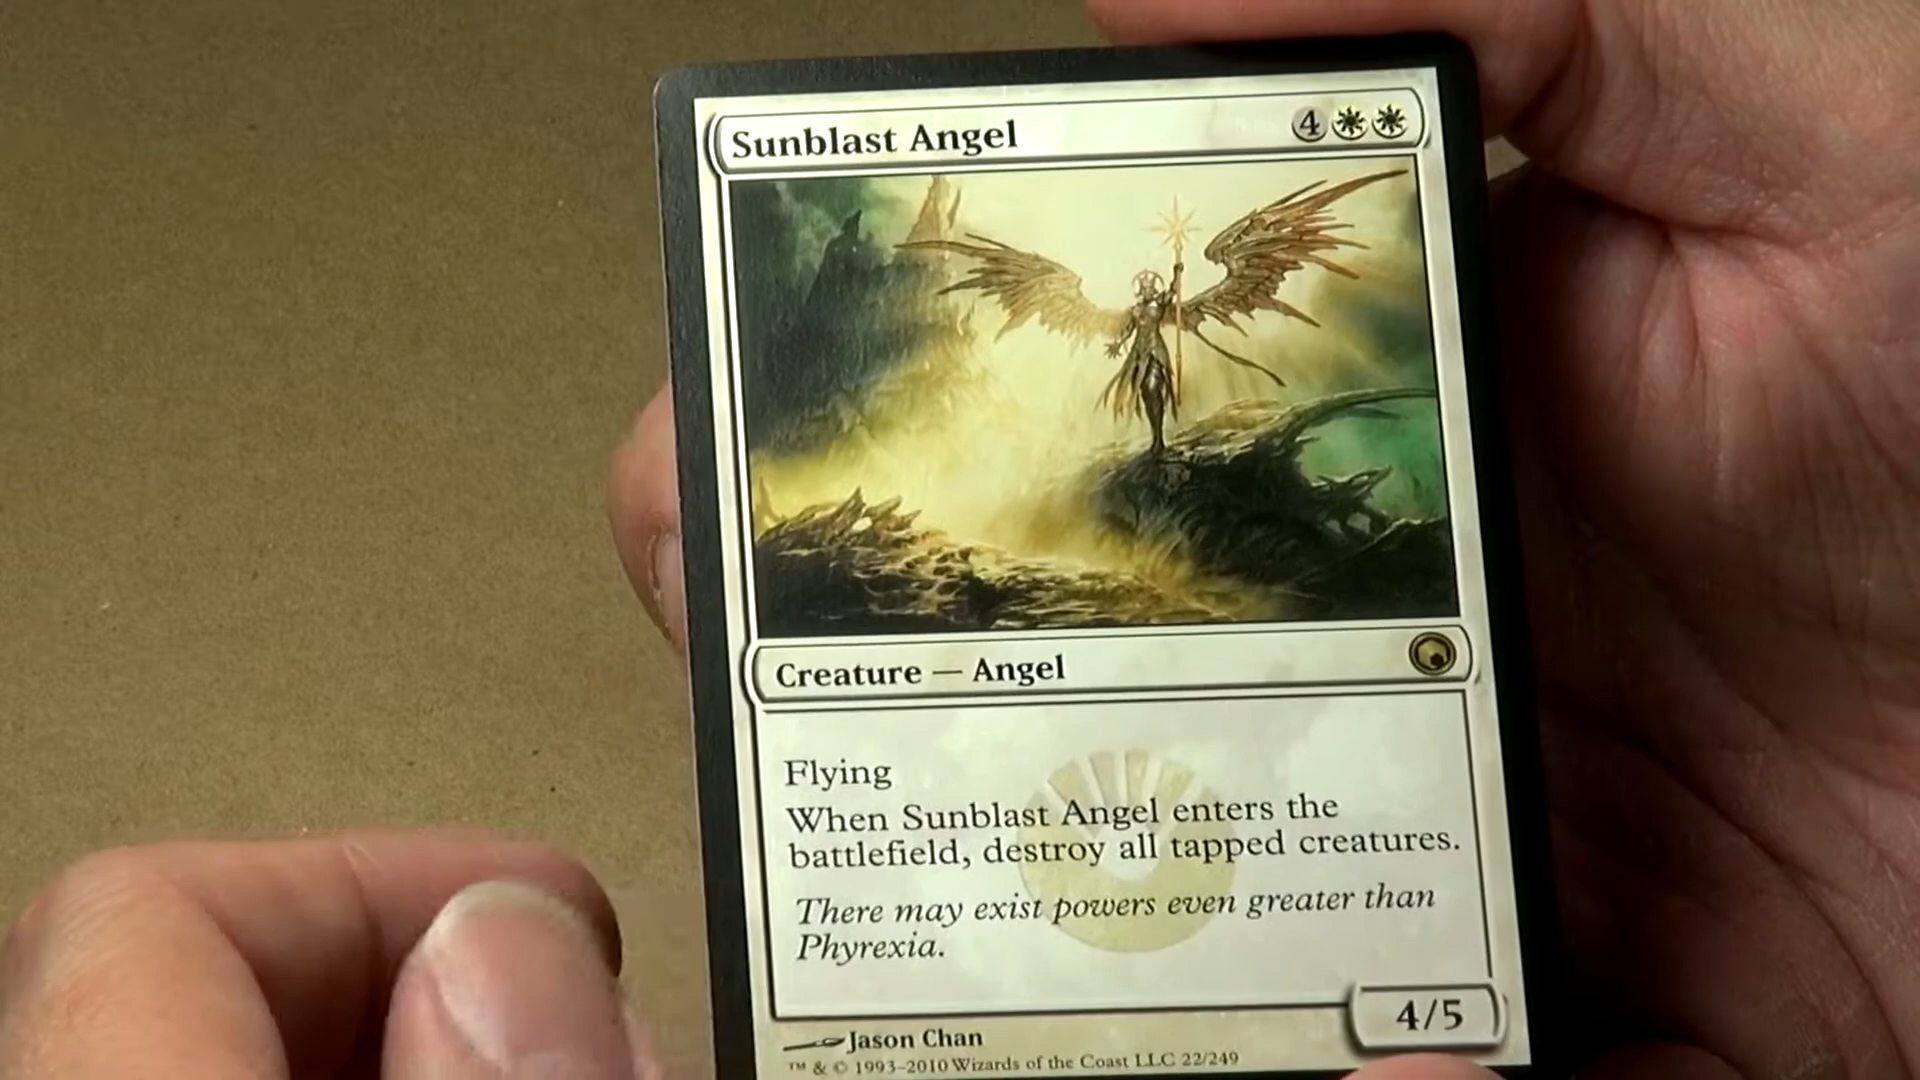 Sunblast Angel 4
Creature — Angel
Flying
When Sunblast Angel enters the
battlefield, destroy all tapped creatures.
There may exist powers even greater than
Phyrexia.
4/5
Jason Chan
™ & © 1993–2010 Wizards of the Coast LLC 22/249